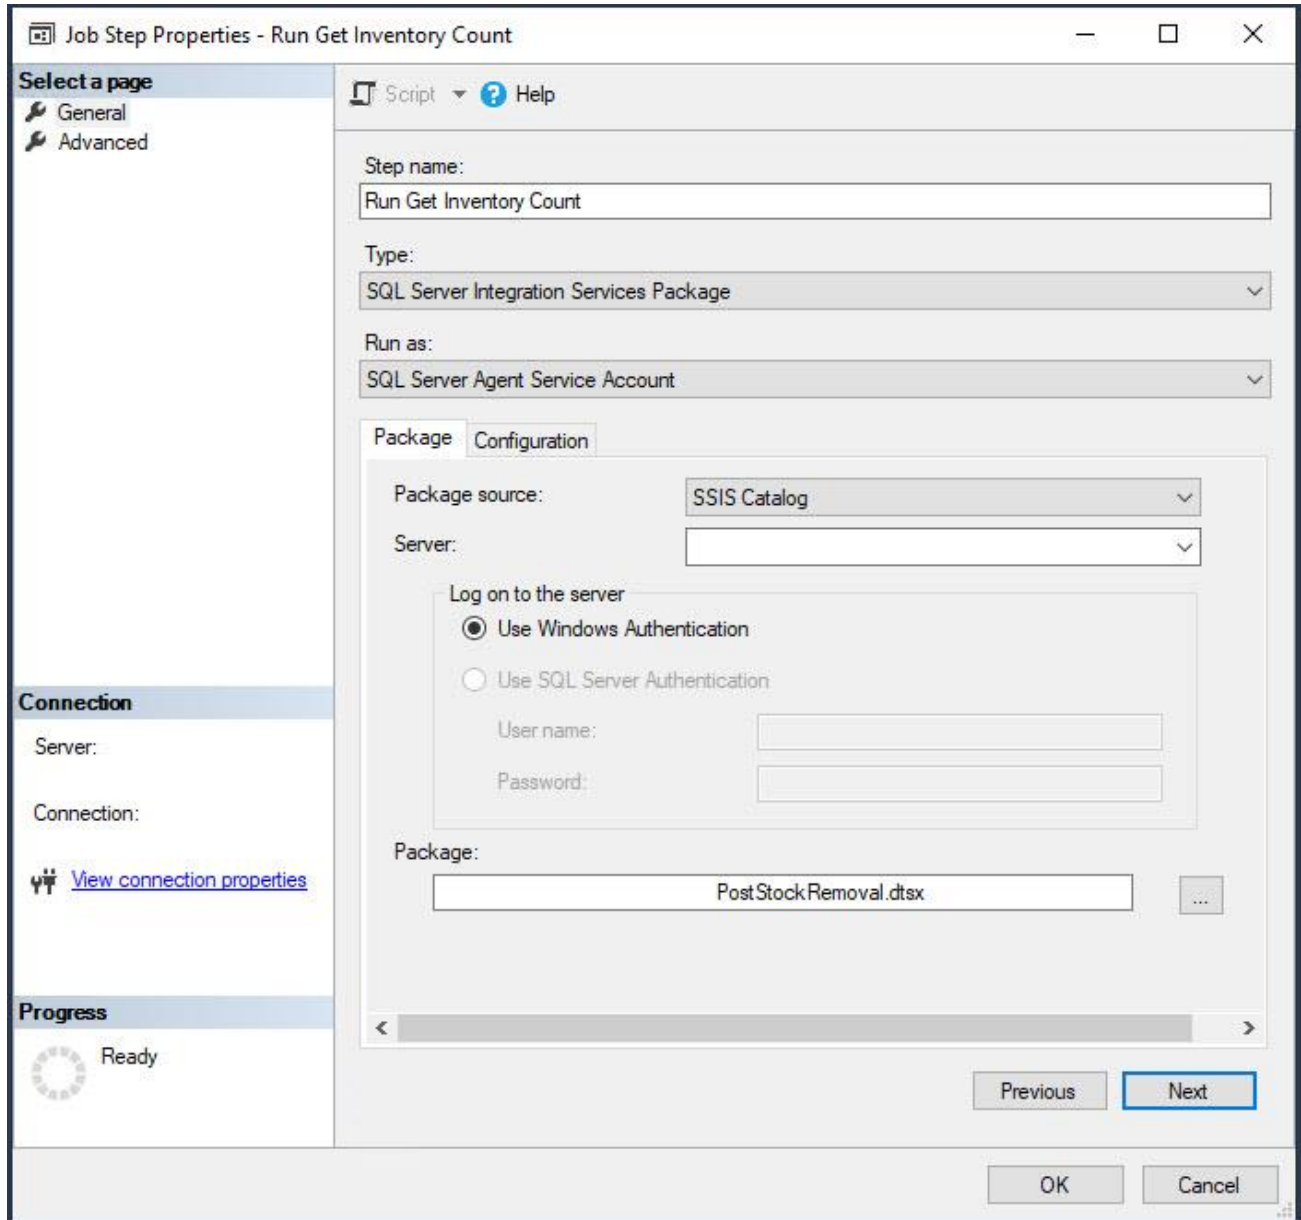 Job Step Properties - Run Get Inventory Count
Select a page
General
Advanced
Script
Help
Step name:
Run Get Inventory Count
Type:
SQL Server Integration Services Package
Run as:
SQL Server Agent Service Account
Package
Configuration
Package source:
SSIS Catalog
Server:
Log on to the server
Use Windows Authentication
Use SQL Server Authentication
User name:
Password:
Package:
PostStockRemoval.dtsx
...
Connection
Server:
Connection:
View connection properties
Progress
Ready
Previous
Next
OK
Cancel